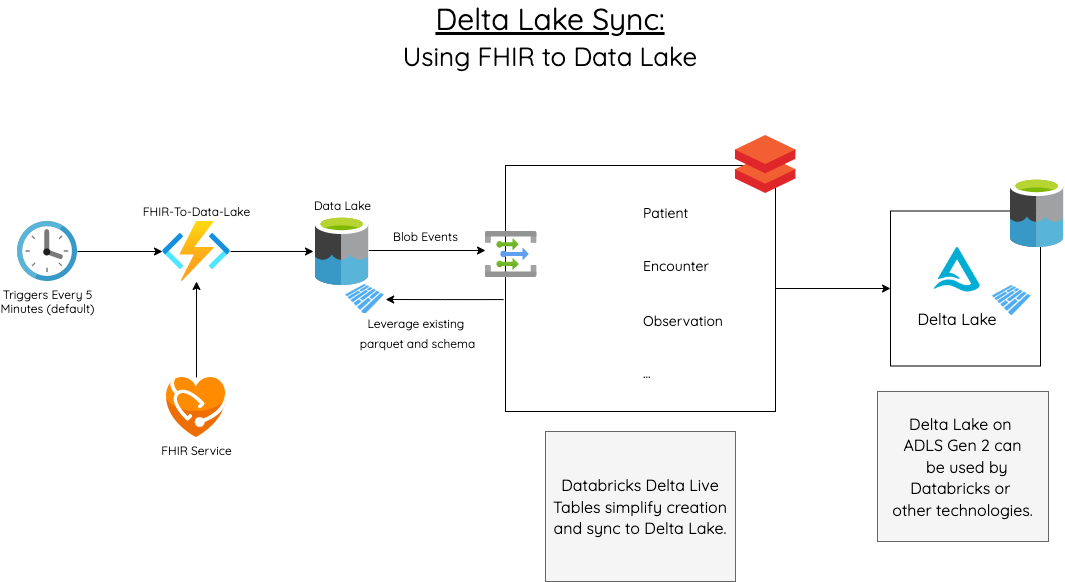 Delta Lake Sync:
Using FHIR to Data Lake
FHIR-To-Data-Lake
Data Lake
Blob Events
Triggers Every 5
Minutes (default)
Leverage existing
parquet and schema
FHIR Service
Patient
Encounter
Observation
...
Delta Lake
Databricks Delta Live
Tables simplify creation
and sync to Delta Lake.
Delta Lake on
ADLS Gen 2 can
be used by
Databricks or
other technologies.